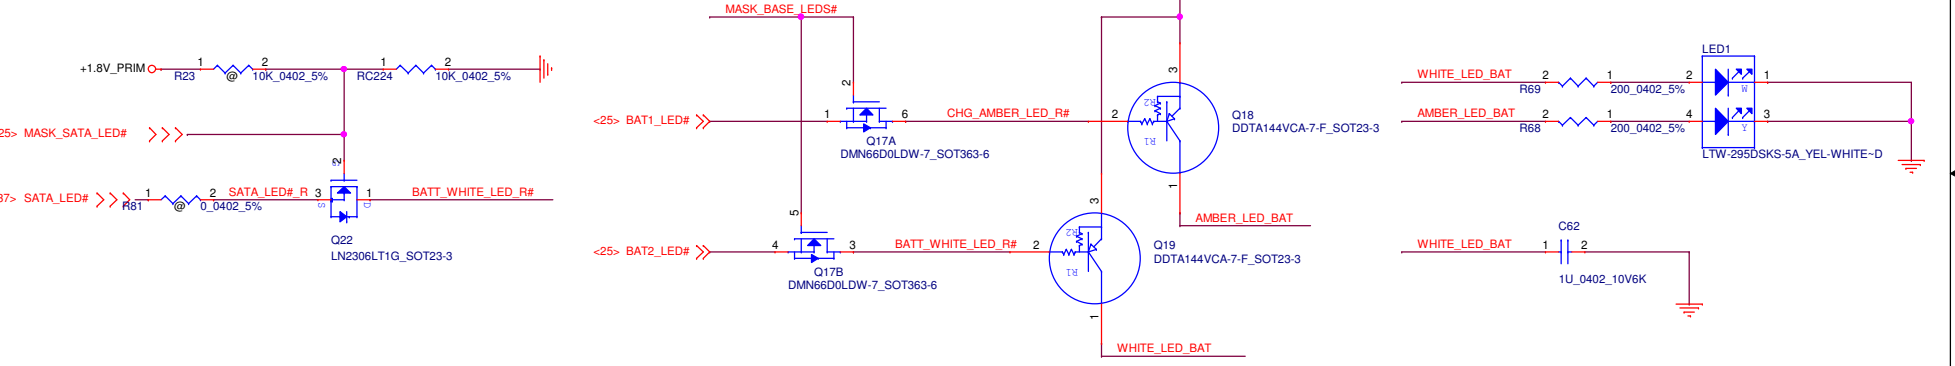 MASK_BASE_LEDS#
+1.8V_PRIM
R23
1
@
2
10K_0402_5%
RC224
1
2
10K_0402_5%
25> MASK_SATA_LED#
2
G
37> SATA_LED#
R81
1
@
2
0_0402_5%
SATA_LED#_R
3
S
D
1
BATT_WHITE_LED_R#
Q22
LN2306LT1G_SOT23-3
<25> BAT1_LED#
1
2
6
Q17A
DMN66D0LDW-7_SOT363-6
CHG_AMBER_LED_R#
2
3
R2
R1
1
Q18
DDTA144VCA-7-F_SOT23-3
AMBER_LED_BAT
<25> BAT2_LED#
4
5
3
Q17B
DMN66D0LDW-7_SOT363-6
BATT_WHITE_LED_R#
2
3
R2
R1
1
Q19
DDTA144VCA-7-F_SOT23-3
WHITE_LED_BAT
LED1
WHITE_LED_BAT
2
R69
1
200_0402_5%
2
W
1
AMBER_LED_BAT
2
R68
1
200_0402_5%
4
Y
3
LTW-295DSKS-5A_YEL-WHITE~D
C62
WHITE_LED_BAT
1
2
1U_0402_10V6K